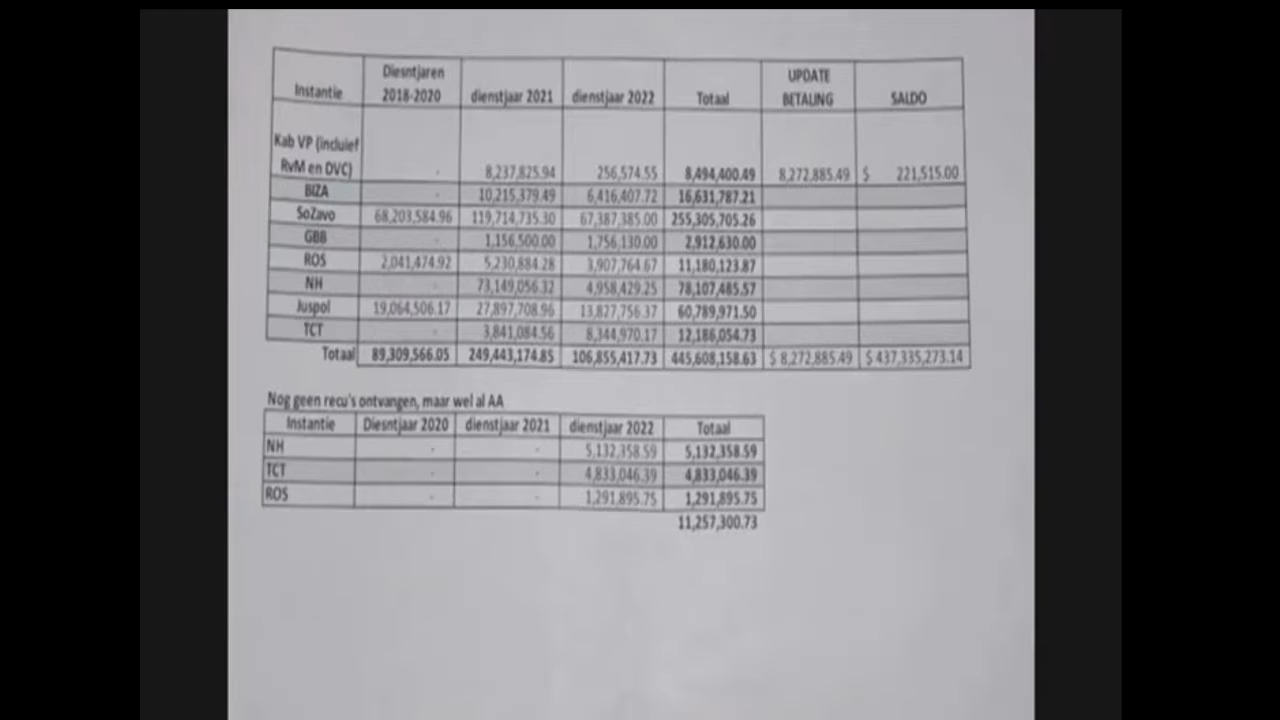 Instantie Diesntjaren 2018-2020 dienstjaar 2021 dienstjaar 2022 Totaal UPDATE BETALING SALDO
Kab VP (incluief RvM en DVC) - 8,237,825.94 256,574.55 8,494,400.49 8,272,885.49 $ 221,515.00
BIZA - 10,215,379.49 6,416,407.72 16,631,787.21
SoZavo 68,203,584.96 119,714,735.30 67,387,385.00 255,305,705.26
GBB - 1,156,500.00 1,756,130.00 2,912,630.00
ROS 2,041,474.92 5,230,884.28 3,907,764.67 11,180,123.87
NH - 73,149,056.32 4,958,429.25 78,107,485.57
Juspol 19,064,506.17 27,897,708.96 13,827,756.37 60,789,971.50
TCT - 3,841,084.56 8,344,970.17 12,186,054.73
Totaal 89,309,566.05 249,443,174.85 106,855,417.73 445,608,158.63 $ 8,272,885.49 $ 437,335,273.14
Nog geen recu's ontvangen, maar wel al AA
Instantie Diesntjaar 2020 dienstjaar 2021 dienstjaar 2022 Totaal
NH - - 5,132,358.59 5,132,358.59
TCT - - 4,833,046.39 4,833,046.39
ROS - - 1,291,895.75 1,291,895.75
11,257,300.73